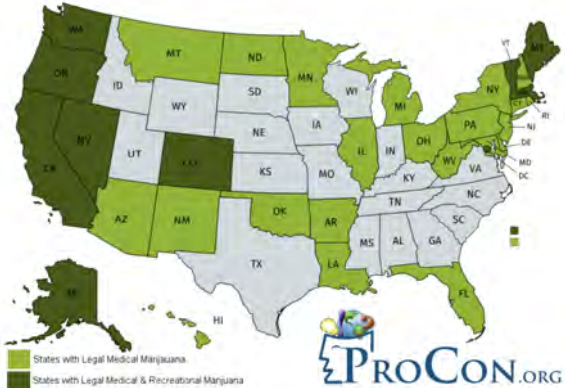 WA
MT
ND
MN
VT
ME
OR
ID
SD
WI
MI
NY
CT
RI
WY
NV
NE
IA
PA
NJ
OH
DE
IL
IN
WV
MD
UT
CO
CA
KS
MO
KY
VA
DC
TN
NC
AZ
NM
OK
AR
SC
MS
AL
GA
TX
LA
FL
AK
HI
States with Legal Medical Marijauana.
States with Legal Medical & Recreational Marijuana
PROCON.ORG